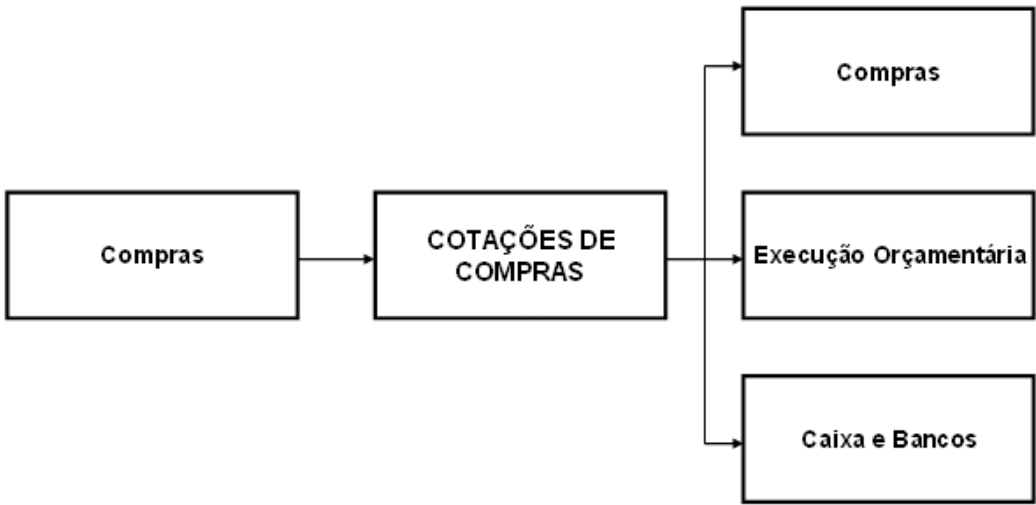 Compras
Compras
COTAÇÕES DE
COMPRAS
Execução Orçamentária
Caixa e Bancos